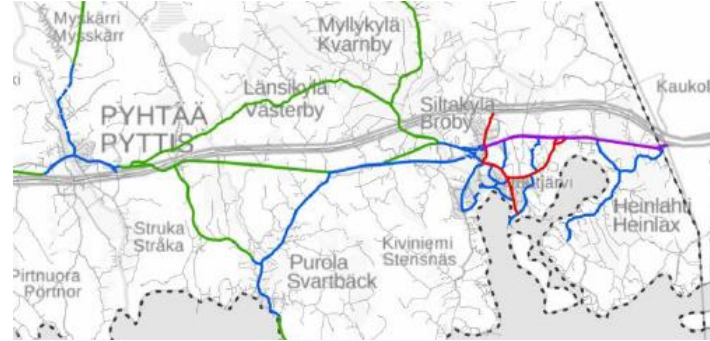 Myskärri
Mysskärr
Myllykylä
Kvarnby
Länsikylä
Västerby
PYHTÄÄ
PYTTIS
Siltakylä
Broby
Kaukol
Struka
Stråka
Pirtnuora
Pörtnor
Purola
Svartbäck
Kiviniemi
Stensnäs
Heinlahti
Heinlax